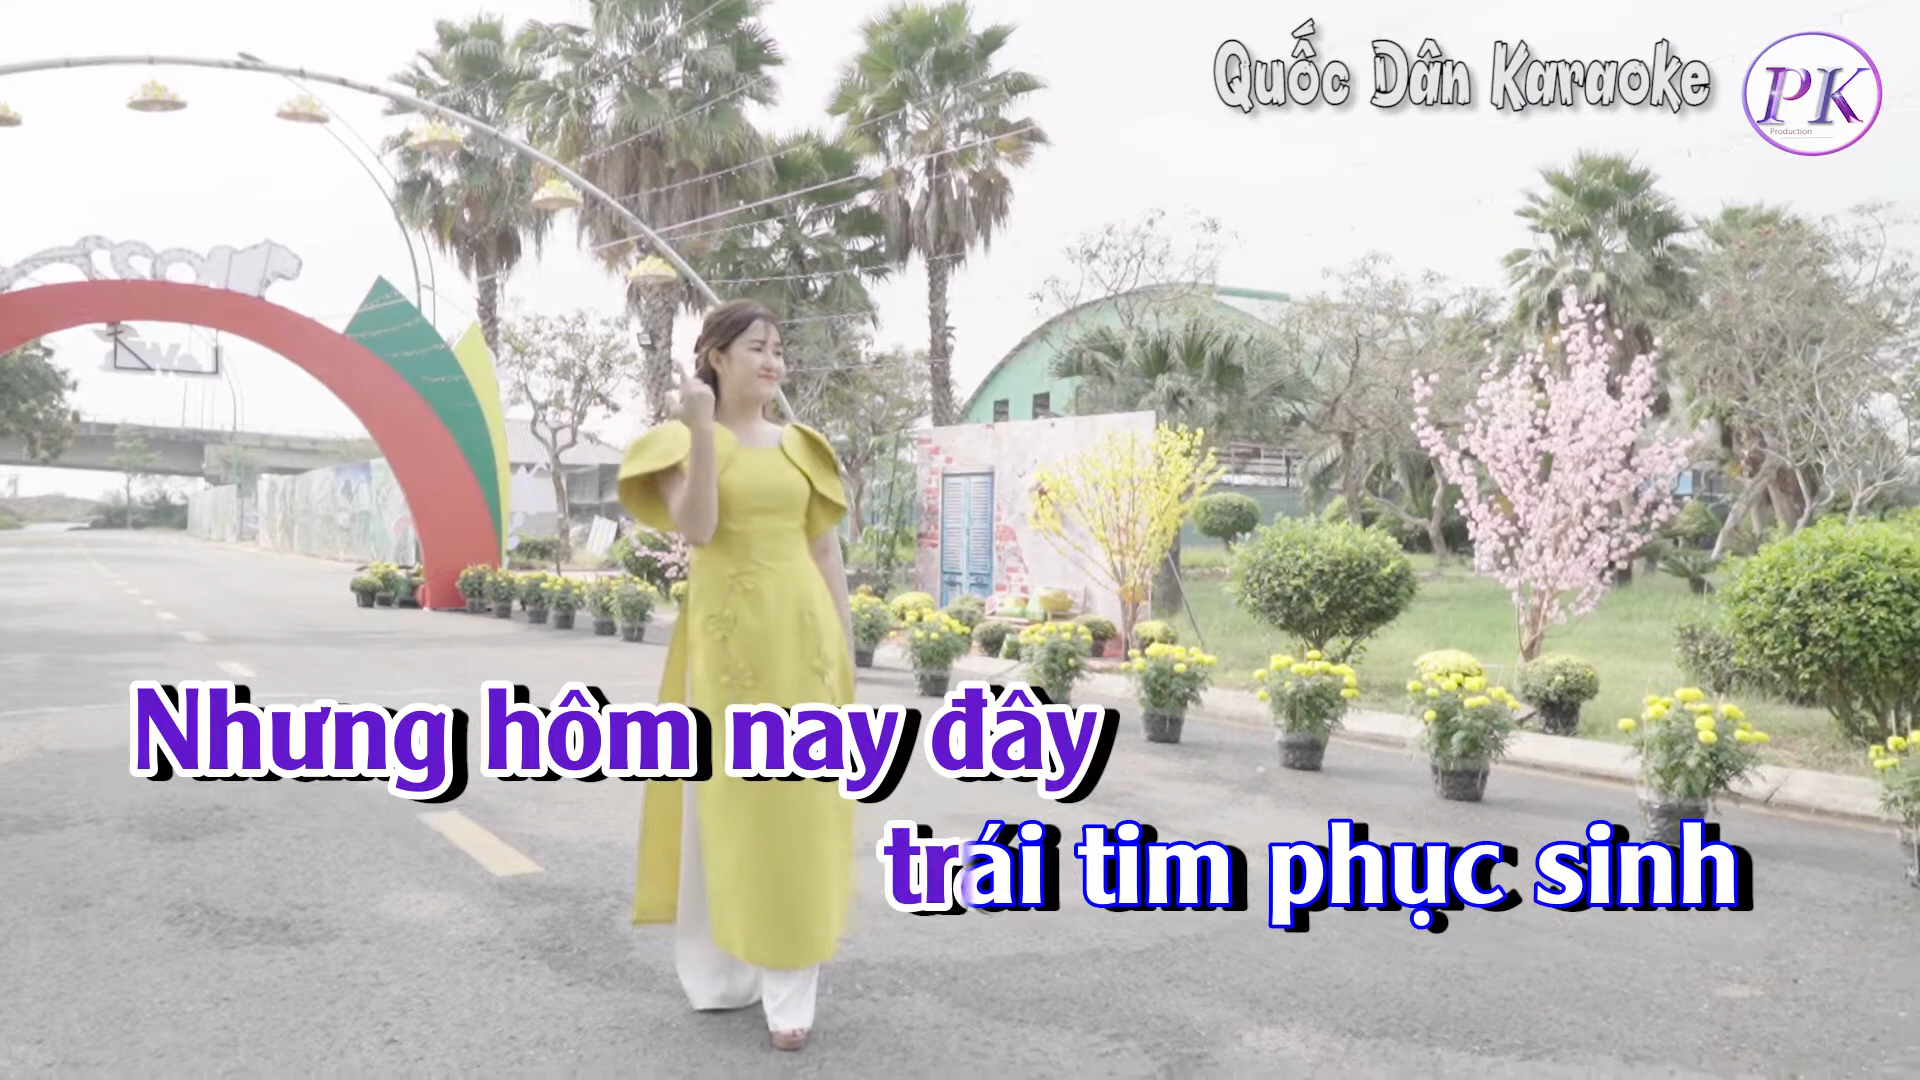 Quốc Dân Karaoke
PK
Production
Nhưng hôm nay đây
trái tim phục sinh